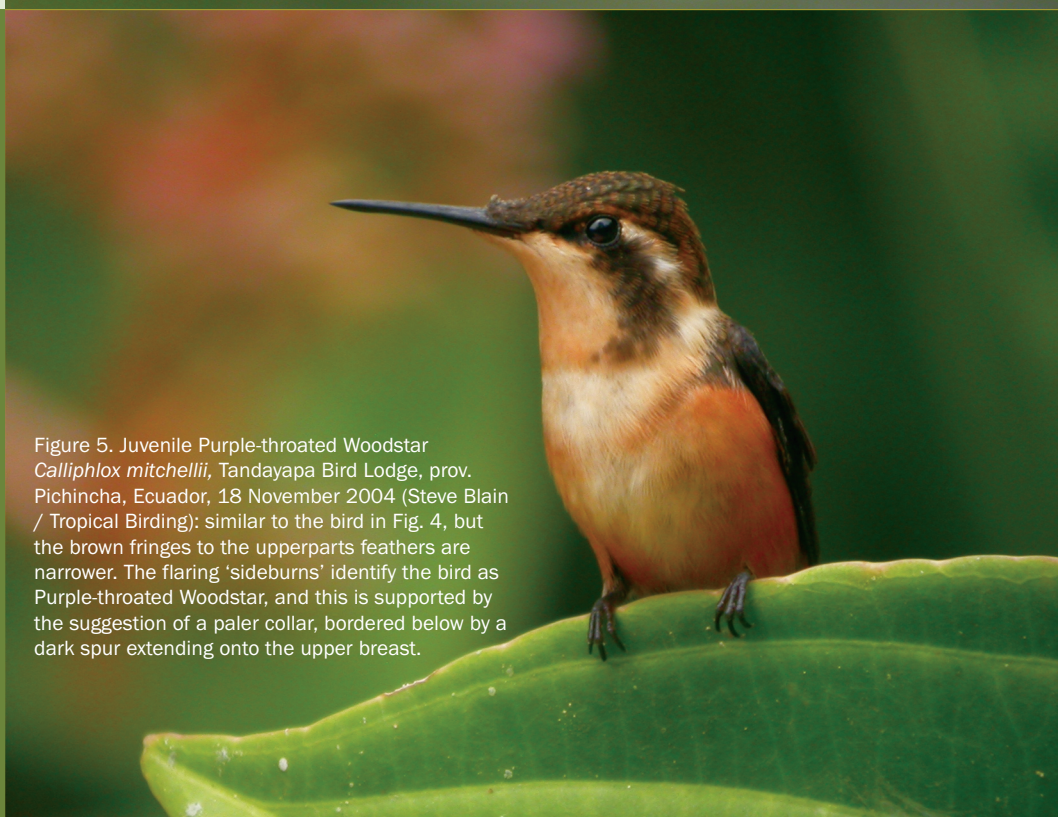 Figure 5. Juvenile Purple-throated Woodstar
Calliphlox mitchellii, Tandayapa Bird Lodge, prov.
Pichincha, Ecuador, 18 November 2004 (Steve Blain
/ Tropical Birding): similar to the bird in Fig. 4, but
the brown fringes to the upperparts feathers are
narrower. The flaring ‘sideburns’ identify the bird as
Purple-throated Woodstar, and this is supported by
the suggestion of a paler collar, bordered below by a
dark spur extending onto the upper breast.